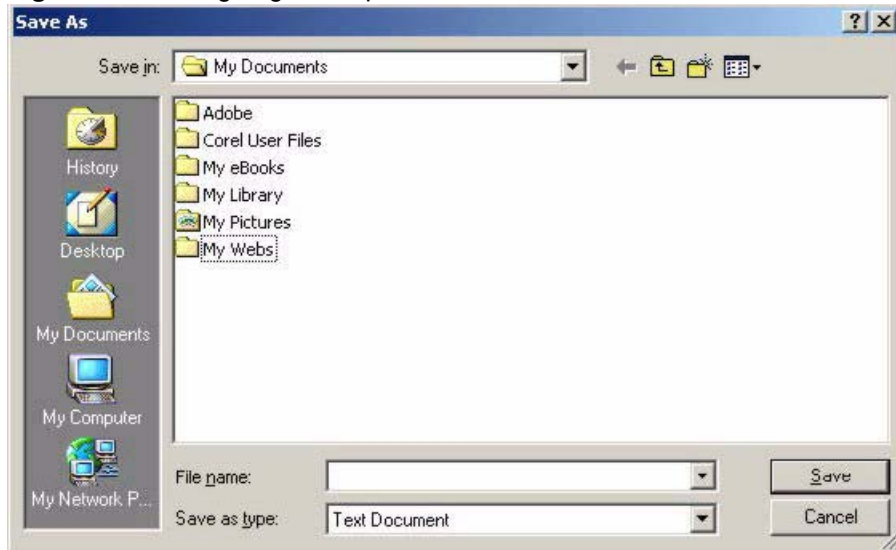 Save As
Save in: My Documents
History
Desktop
My Documents
My Computer
My Network P...
Adobe
Corel User Files
My eBooks
My Library
My Pictures
My Webs
File name:
Save
Save as type: Text Document
Cancel